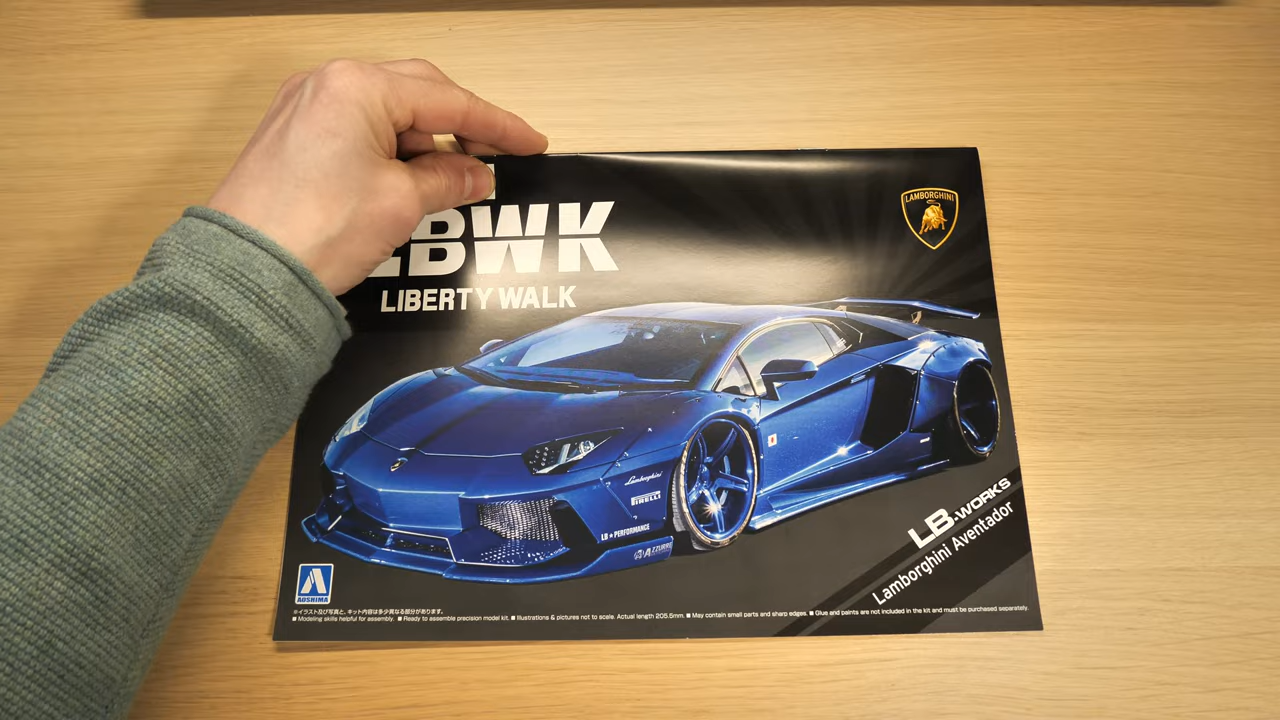 LBWK
LIBERTY WALK
LAMBORGHINI
Lamborghini
PIRELLI
LB★PERFORMANCE
AZZURRE
LB-WORKS
Lamborghini Aventador
AOSHIMA
※イラスト及び写真と、キット内容は多少異なる部分があります。
■ Modeling skills helpful for assembly. ■ Ready to assemble precision model kit. ■ Illustrations & pictures not to scale. Actual length 205.5mm. ■ May contain small parts and sharp edges. ■ Glue and paints are not included in the kit and must be purchased separately.